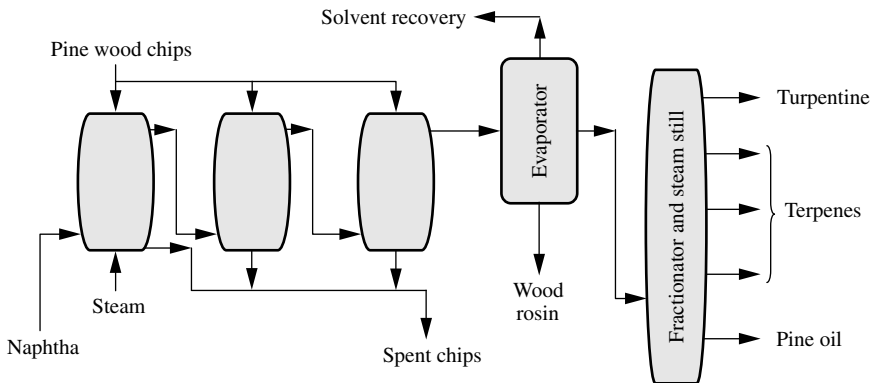 Solvent recovery
Pine wood chips
Evaporator
Fractionator and steam still
Turpentine
Terpenes
Steam
Wood
rosin
Naphtha
Spent chips
Pine oil